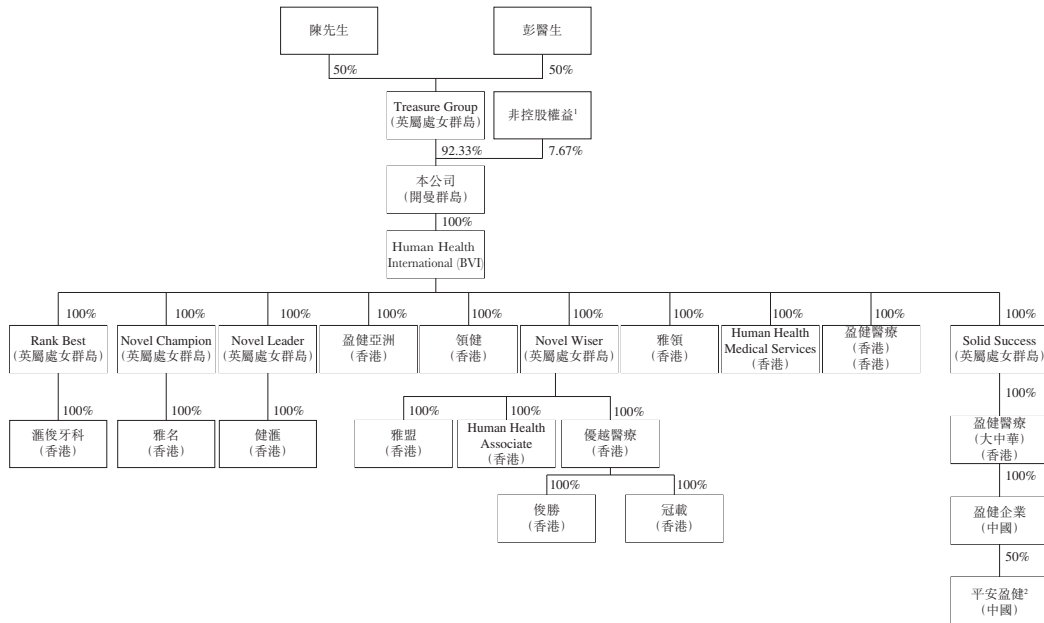 陳先生
彭醫生
50%
50%
Treasure Group
(英屬處女群島)
非控股權益¹
92.33%
7.67%
本公司
(開曼群島)
100%
Human Health
International (BVI)
100%
100%
100%
100%
100%
100%
100%
100%
100%
100%
Rank Best
(英屬處女群島)
Novel Champion
(英屬處女群島)
Novel Leader
(英屬處女群島)
盈健亞洲
(香港)
領健
(香港)
Novel Wiser
(英屬處女群島)
雅領
(香港)
Human Health
Medical Services
(香港)
盈健醫療
(香港)
(香港)
Solid Success
(英屬處女群島)
100%
100%
100%
100%
100%
100%
100%
滙俊牙科
(香港)
雅名
(香港)
健滙
(香港)
雅盟
(香港)
Human Health
Associate
(香港)
優越醫療
(香港)
盈健醫療
(大中華)
(香港)
100%
100%
100%
俊勝
(香港)
冠載
(香港)
盈健企業
(中國)
50%
平安盈健²
(中國)